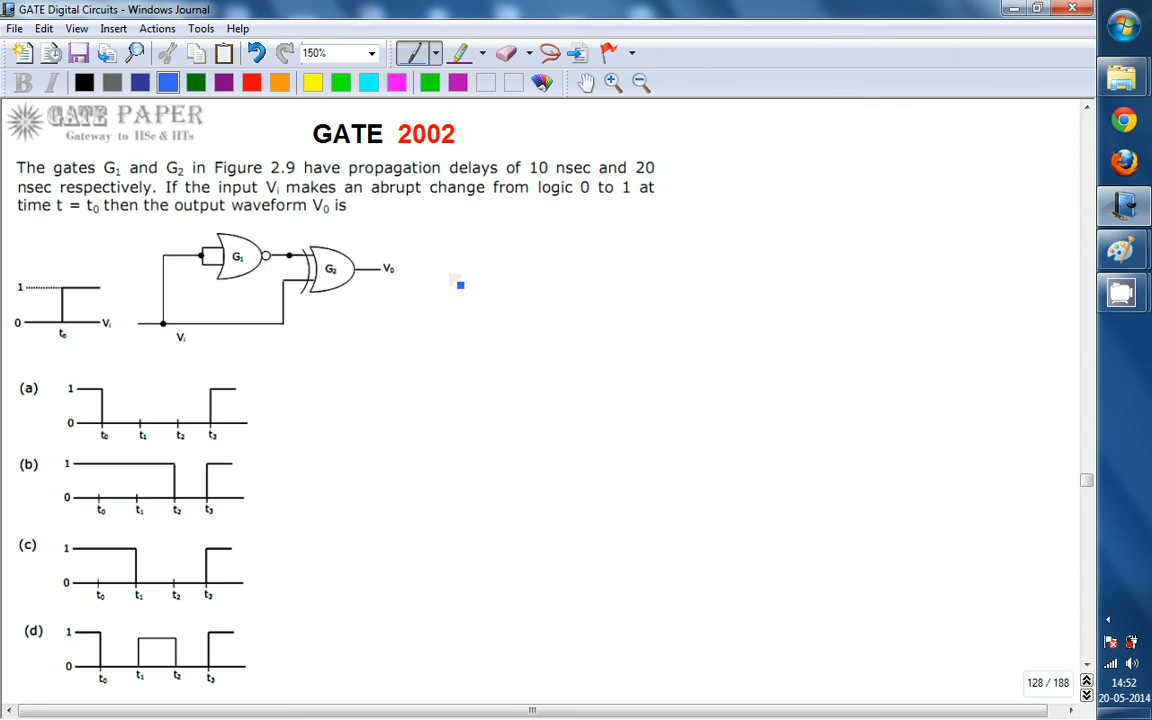 GATE Digital Circuits - Windows Journal
File Edit View Insert Actions Tools Help
150%
B I
GATE PAPER
Gateway to IISc & IITs
GATE 2002
The gates G₁ and G₂ in Figure 2.9 have propagation delays of 10 nsec and 20
nsec respectively. If the input Vᵢ makes an abrupt change from logic 0 to 1 at
time t = t₀ then the output waveform V₀ is
G₁
G₂
V₀
1
0
t₀
Vᵢ
Vᵢ
(a)
1
0
t₀ t₁ t₂ t₃
(b)
1
0
t₀ t₁ t₂ t₃
(c)
1
0
t₀ t₁ t₂ t₃
(d)
1
0
t₀ t₁ t₂ t₃
128 / 188
14:52
20-05-2014